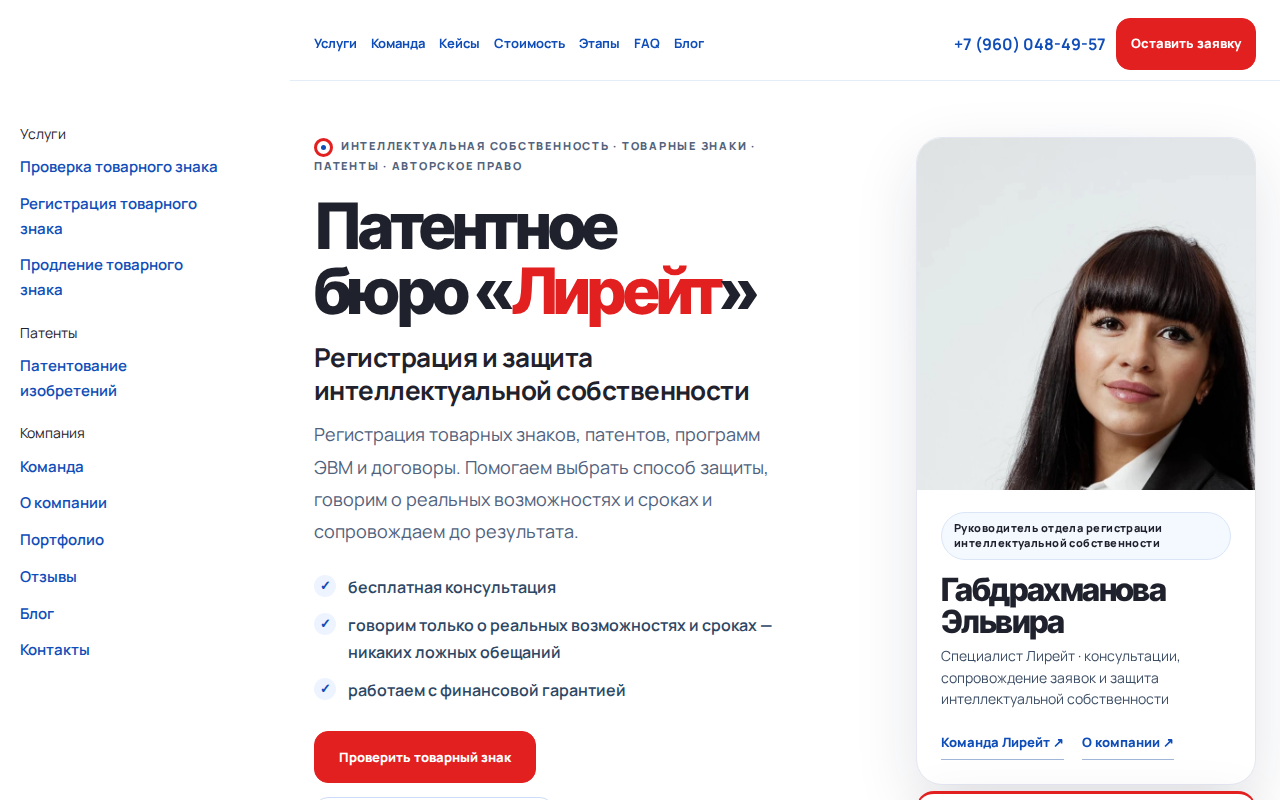 Услуги Команда Кейсы Стоимость Этапы FAQ Блог
+7 (960) 048-49-57
Оставить заявку
Услуги
Проверка товарного знака
Регистрация товарного
знака
Продление товарного
знака
Патенты
Патентование
изобретений
Компания
Команда
О компании
Портфолио
Отзывы
Блог
Контакты
ИНТЕЛЛЕКТУАЛЬНАЯ СОБСТВЕННОСТЬ · ТОВАРНЫЕ ЗНАКИ ·
ПАТЕНТЫ · АВТОРСКОЕ ПРАВО
Патентное
бюро «Лирейт»
Регистрация и защита
интеллектуальной собственности
Регистрация товарных знаков, патентов, программ
ЭВМ и договоры. Помогаем выбрать способ защиты,
говорим о реальных возможностях и сроках и
сопровождаем до результата.
✓ бесплатная консультация
✓ говорим только о реальных возможностях и сроках —
никаких ложных обещаний
✓ работаем с финансовой гарантией
Проверить товарный знак
Руководитель отдела регистрации
интеллектуальной собственности
Габдрахманова
Эльвира
Специалист Лирейт · консультации,
сопровождение заявок и защита
интеллектуальной собственности
Команда Лирейт ↗ О компании ↗